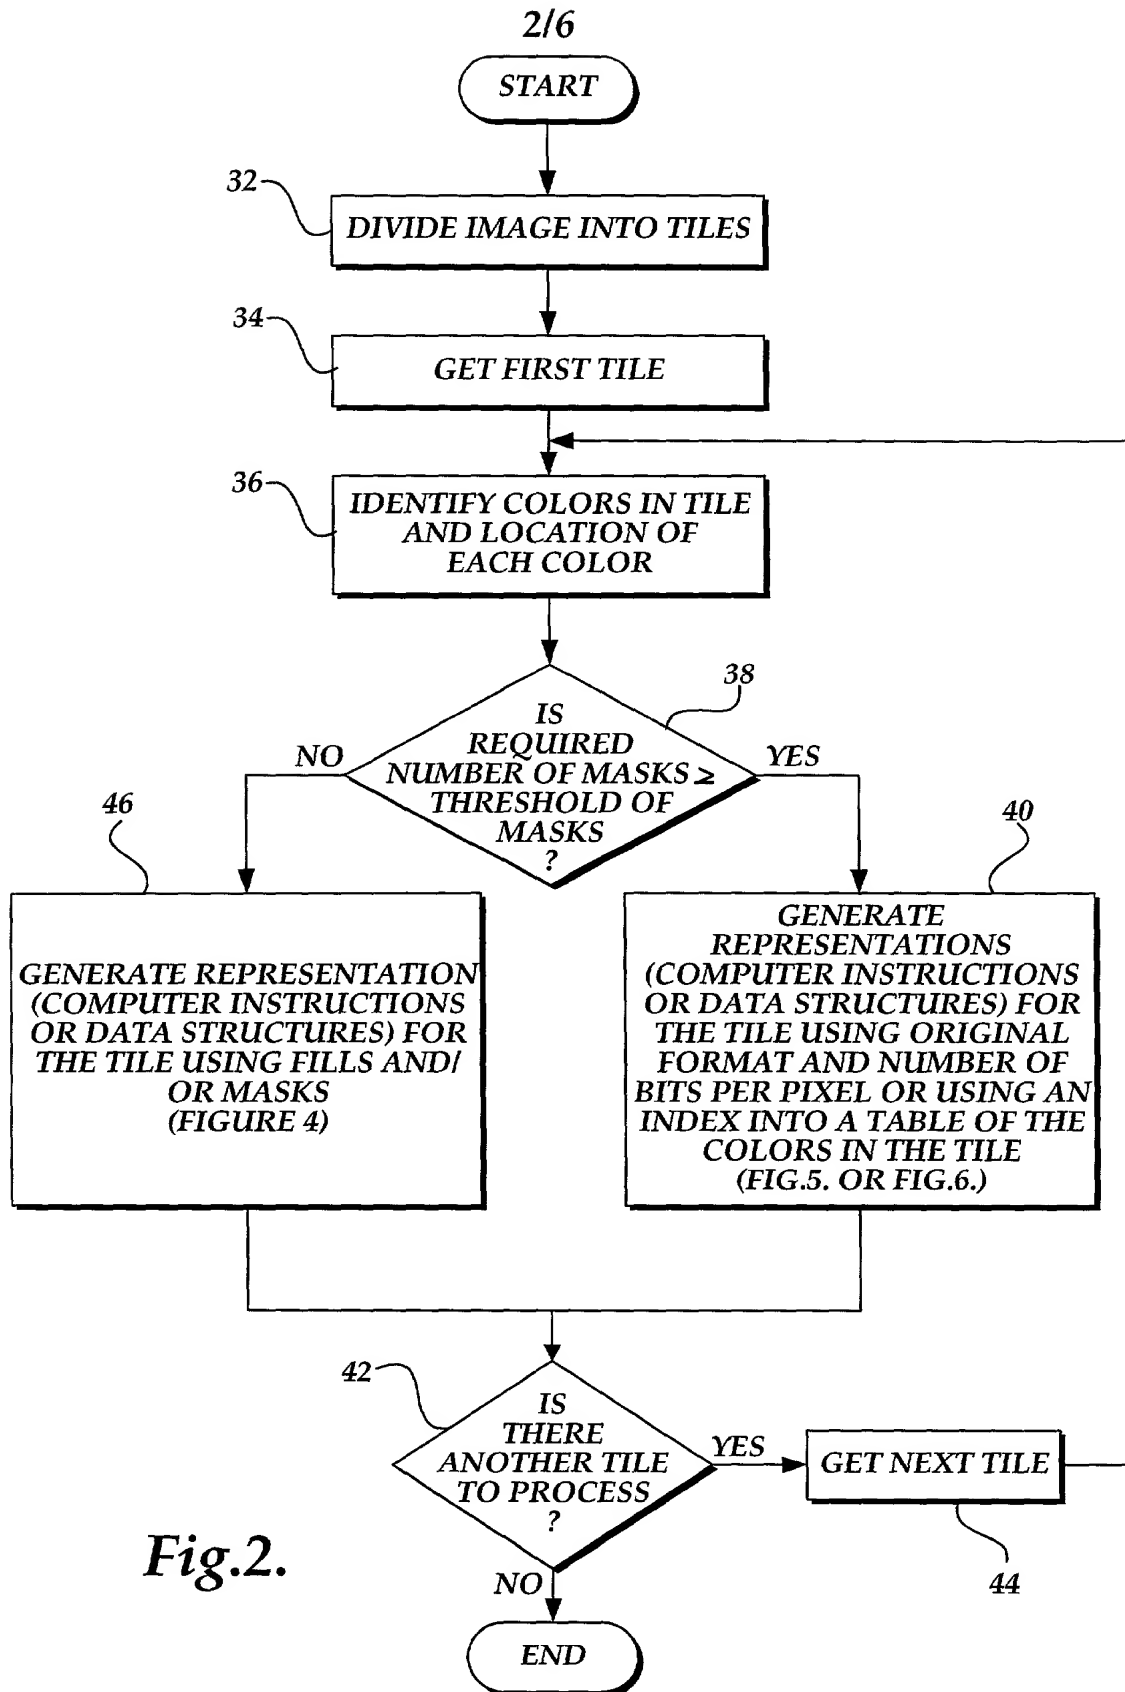 2/6
START
32
DIVIDE IMAGE INTO TILES
34
GET FIRST TILE
36
IDENTIFY COLORS IN TILE
AND LOCATION OF
EACH COLOR
38
IS
REQUIRED
NUMBER OF MASKS ≥
THRESHOLD OF
MASKS
?
NO
YES
46
GENERATE REPRESENTATION
(COMPUTER INSTRUCTIONS
OR DATA STRUCTURES) FOR
THE TILE USING FILLS AND/
OR MASKS
(FIGURE 4)
40
GENERATE
REPRESENTATIONS
(COMPUTER INSTRUCTIONS
OR DATA STRUCTURES) FOR
THE TILE USING ORIGINAL
FORMAT AND NUMBER OF
BITS PER PIXEL OR USING AN
INDEX INTO A TABLE OF THE
COLORS IN THE TILE
(FIG.5. OR FIG.6.)
42
IS
THERE
ANOTHER TILE
TO PROCESS
?
YES
GET NEXT TILE
44
NO
END
Fig.2.